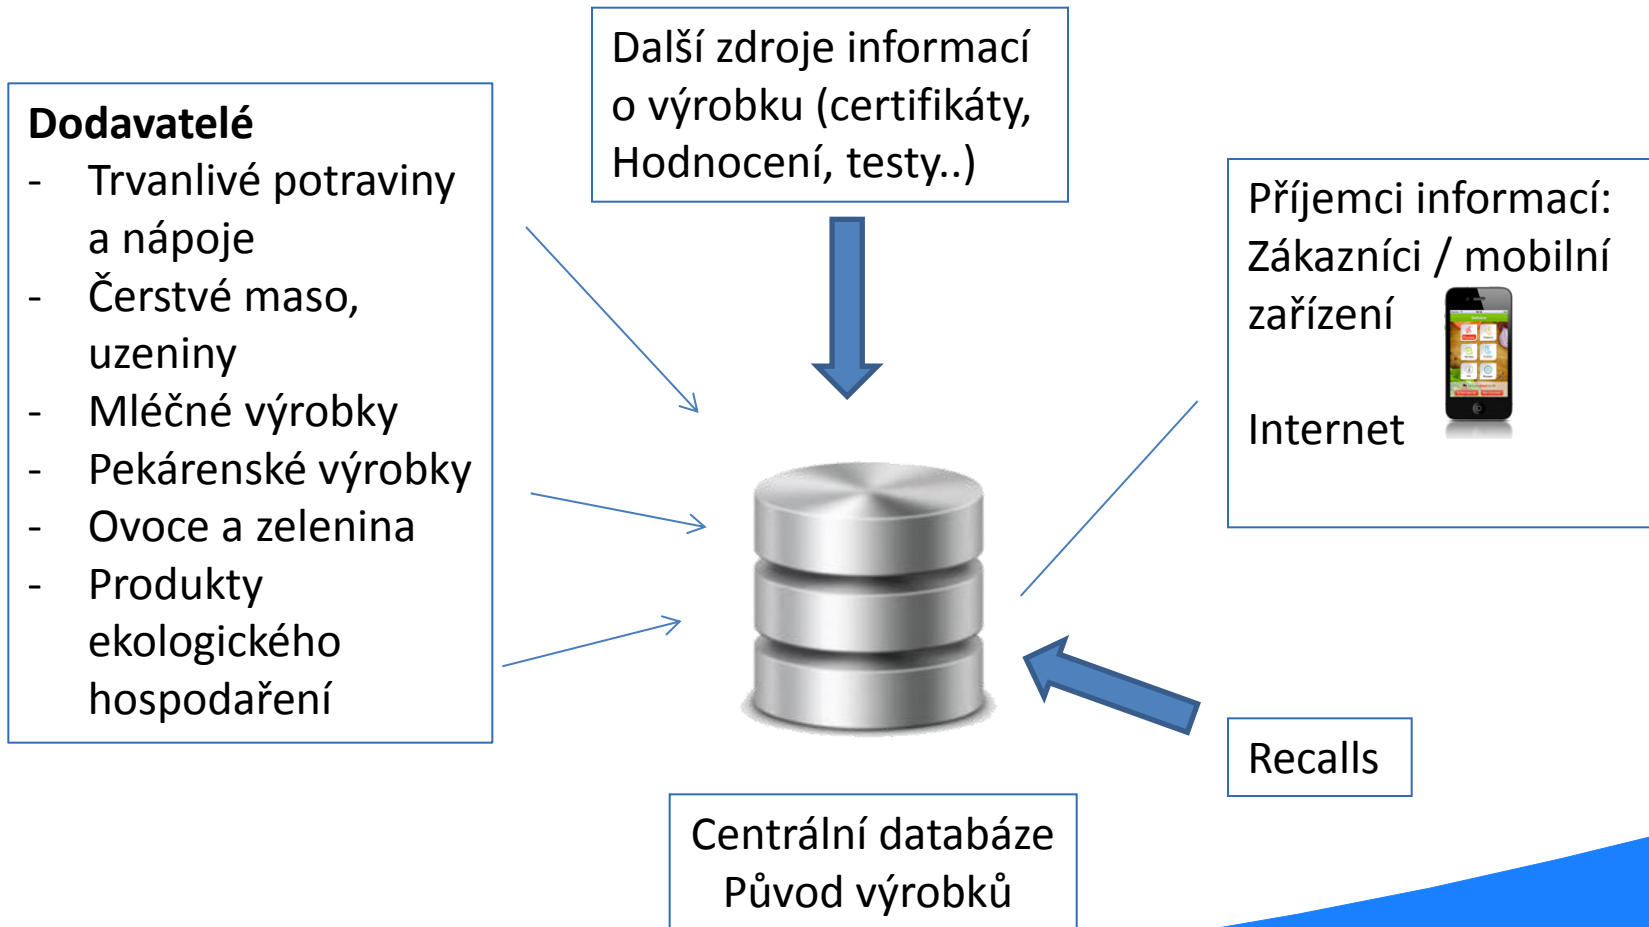 Další zdroje informací
o výrobku (certifikáty,
Hodnocení, testy..)
Dodavatelé
- Trvanlivé potraviny
a nápoje
- Čerstvé maso,
uzeniny
- Mléčné výrobky
- Pekárenské výrobky
- Ovoce a zelenina
- Produkty
ekologického
hospodaření
Příjemci informací:
Zákazníci / mobilní
zařízení
Internet
Recalls
Centrální databáze
Původ výrobků